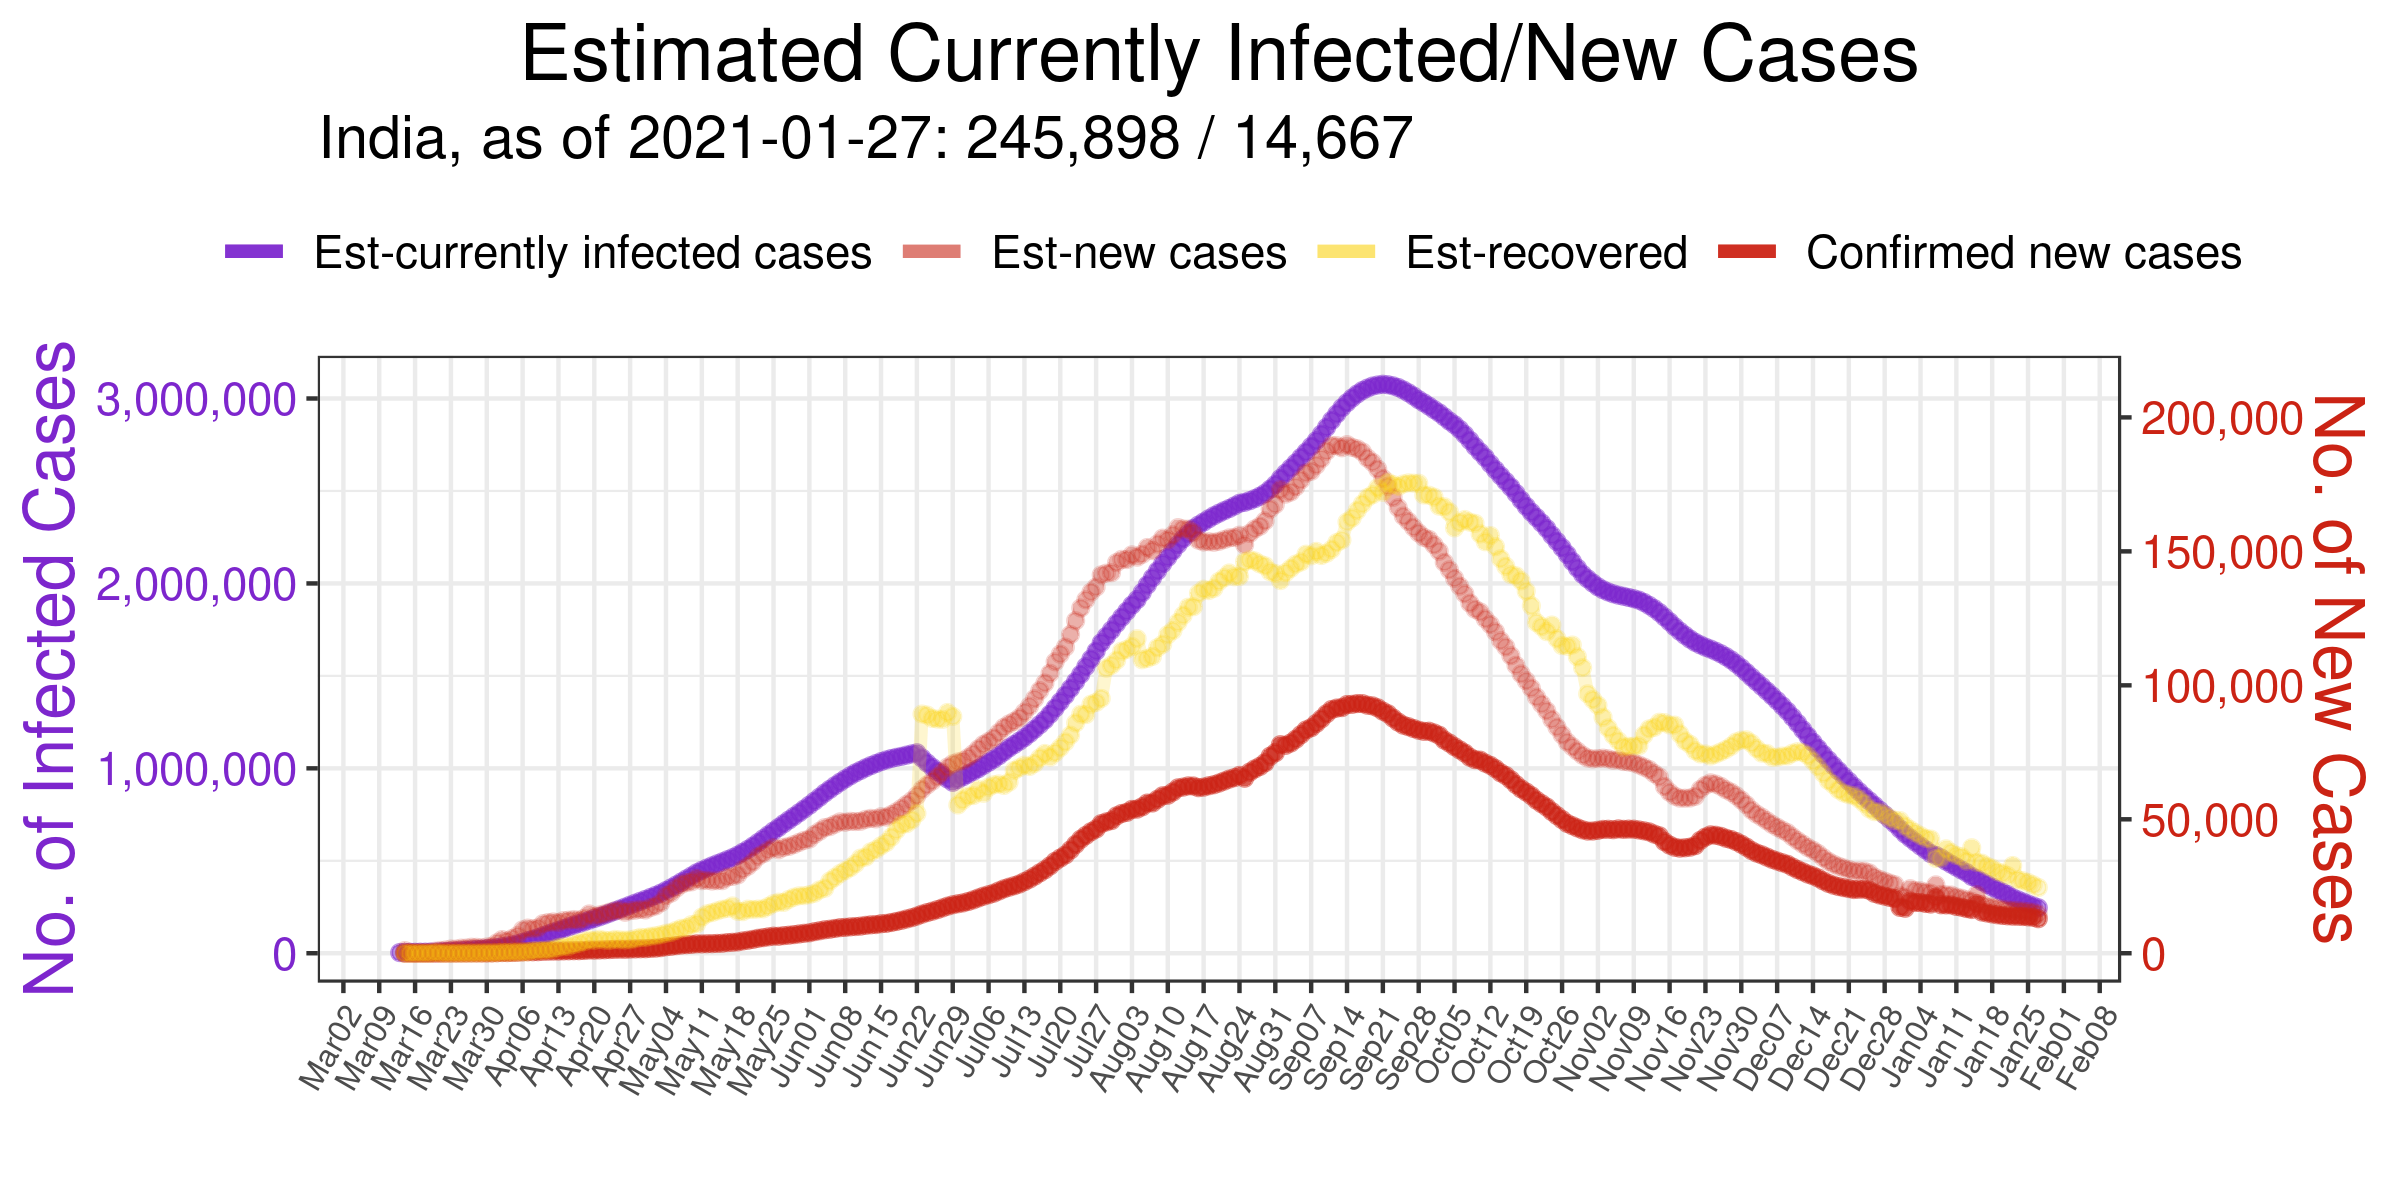 Estimated Currently Infected/New Cases
India, as of 2021-01-27: 245,898 / 14,667
Est-currently infected cases Est-new cases Est-recovered Confirmed new cases
No. of Infected Cases
3,000,000
2,000,000
1,000,000
0
200,000
150,000
100,000
50,000
0
No. of New Cases
Mar02 Mar09 Mar16 Mar23 Mar30 Apr06 Apr13 Apr20 Apr27 May04 May11 May18 May25 Jun01 Jun08 Jun15 Jun22 Jun29 Jul06 Jul13 Jul20 Jul27 Aug03 Aug10 Aug17 Aug24 Aug31 Sep07 Sep14 Sep21 Sep28 Oct05 Oct12 Oct19 Oct26 Nov02 Nov09 Nov16 Nov23 Nov30 Dec07 Dec14 Dec21 Dec28 Jan04 Jan11 Jan18 Jan25 Feb01 Feb08